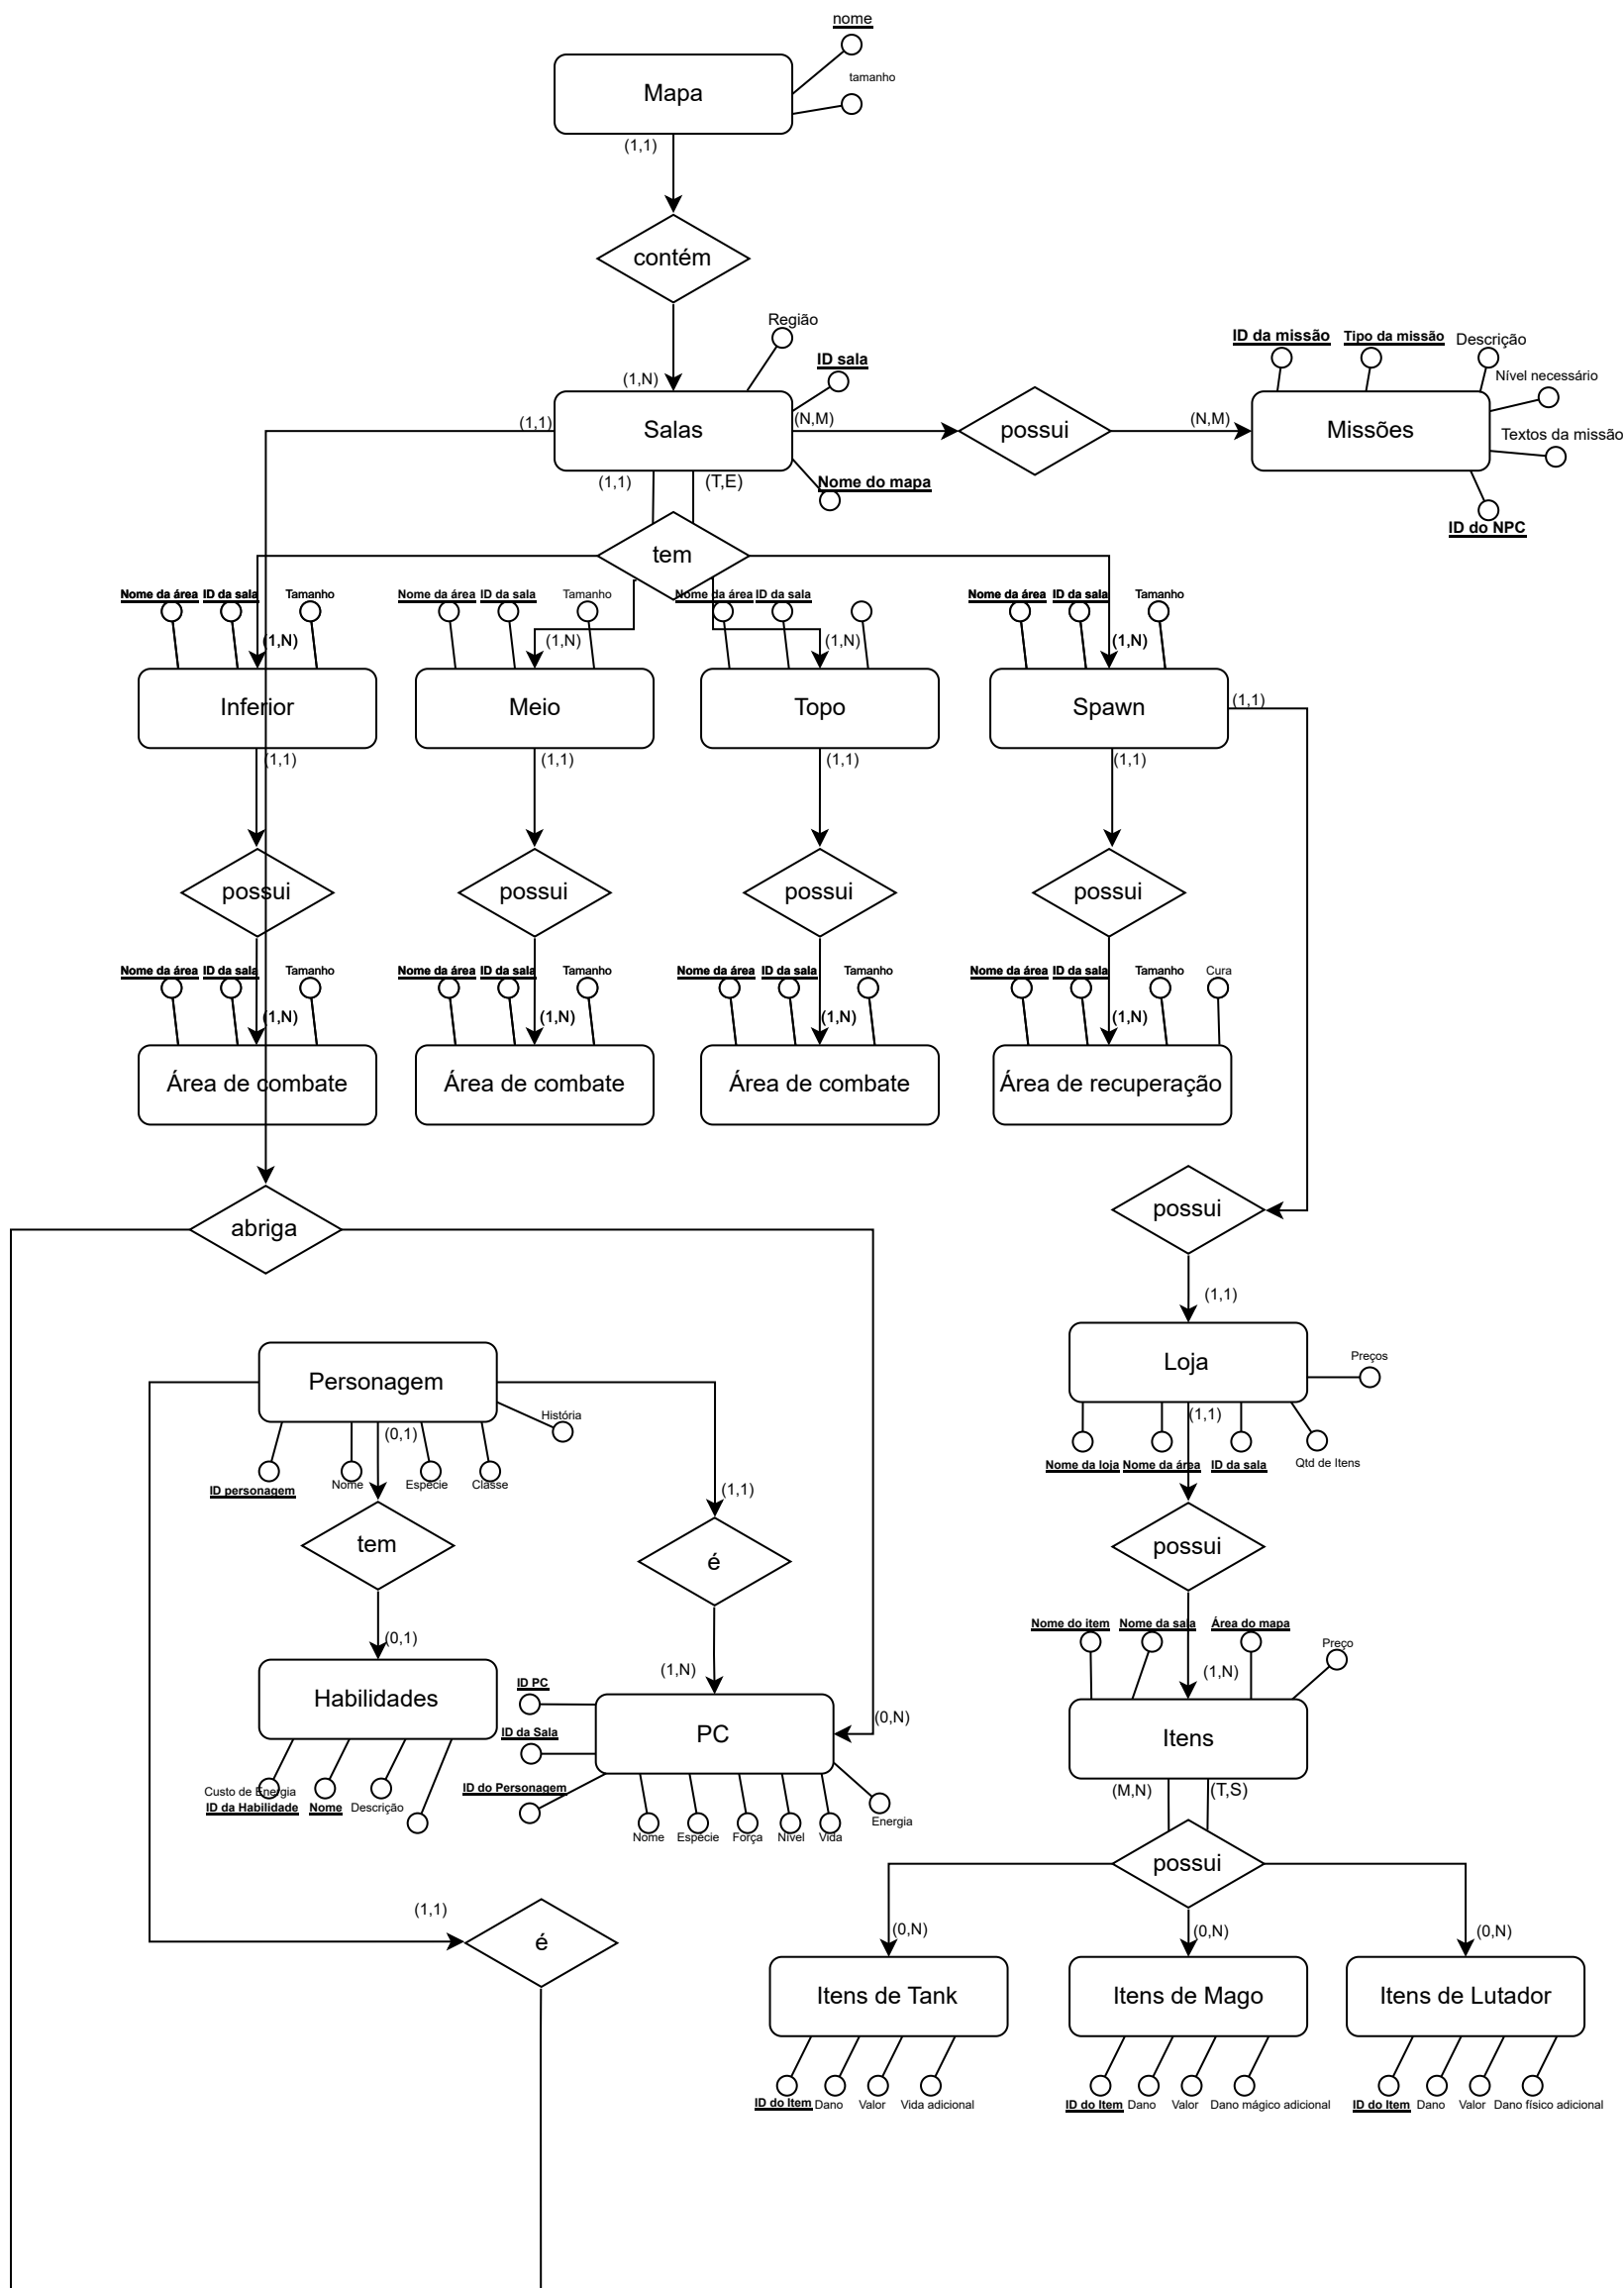 nome
tamanho
Mapa
(1,1)
contém
Região
ID sala
(1,N)
(1,1)
Salas
(N,M)
possui
(N,M)
ID da missão
Tipo da missão
Descrição
Nível necessário
Missões
Textos da missão
ID do NPC
(1,1)
(T,E)
Nome do mapa
tem
Nome da área
ID da sala
Tamanho
Nome da área
ID da sala
Tamanho
Nome da área
ID da sala
Nome da área
ID da sala
Tamanho
(1,N)
(1,N)
(1,N)
(1,N)
Inferior
Meio
Topo
Spawn
(1,1)
(1,1)
(1,1)
(1,1)
(1,1)
possui
possui
possui
possui
Nome da área
ID da sala
Tamanho
Nome da área
ID da sala
Tamanho
Nome da área
ID da sala
Tamanho
Nome da área
ID da sala
Tamanho
Cura
(1,N)
(1,N)
(1,N)
(1,N)
Área de combate
Área de combate
Área de combate
Área de recuperação
abriga
possui
(1,1)
Loja
Preços
(1,1)
Nome da loja
Nome da área
ID da sala
Qtd de Itens
Personagem
História
(0,1)
ID personagem
Nome
Espécie
Classe
(1,1)
tem
é
possui
(0,1)
Habilidades
Custo de Energia
ID da Habilidade
Nome
Descrição
(1,N)
ID PC
ID da Sala
ID do Personagem
PC
(0,N)
Nome
Espécie
Força
Nível
Vida
Energia
Nome do item
Nome da sala
Área do mapa
Preço
(1,N)
Itens
(M,N)
(T,S)
possui
(1,1)
é
(0,N)
(0,N)
(0,N)
Itens de Tank
Itens de Mago
Itens de Lutador
ID do Item
Dano
Valor
Vida adicional
ID do Item
Dano
Valor
Dano mágico adicional
ID do Item
Dano
Valor
Dano físico adicional